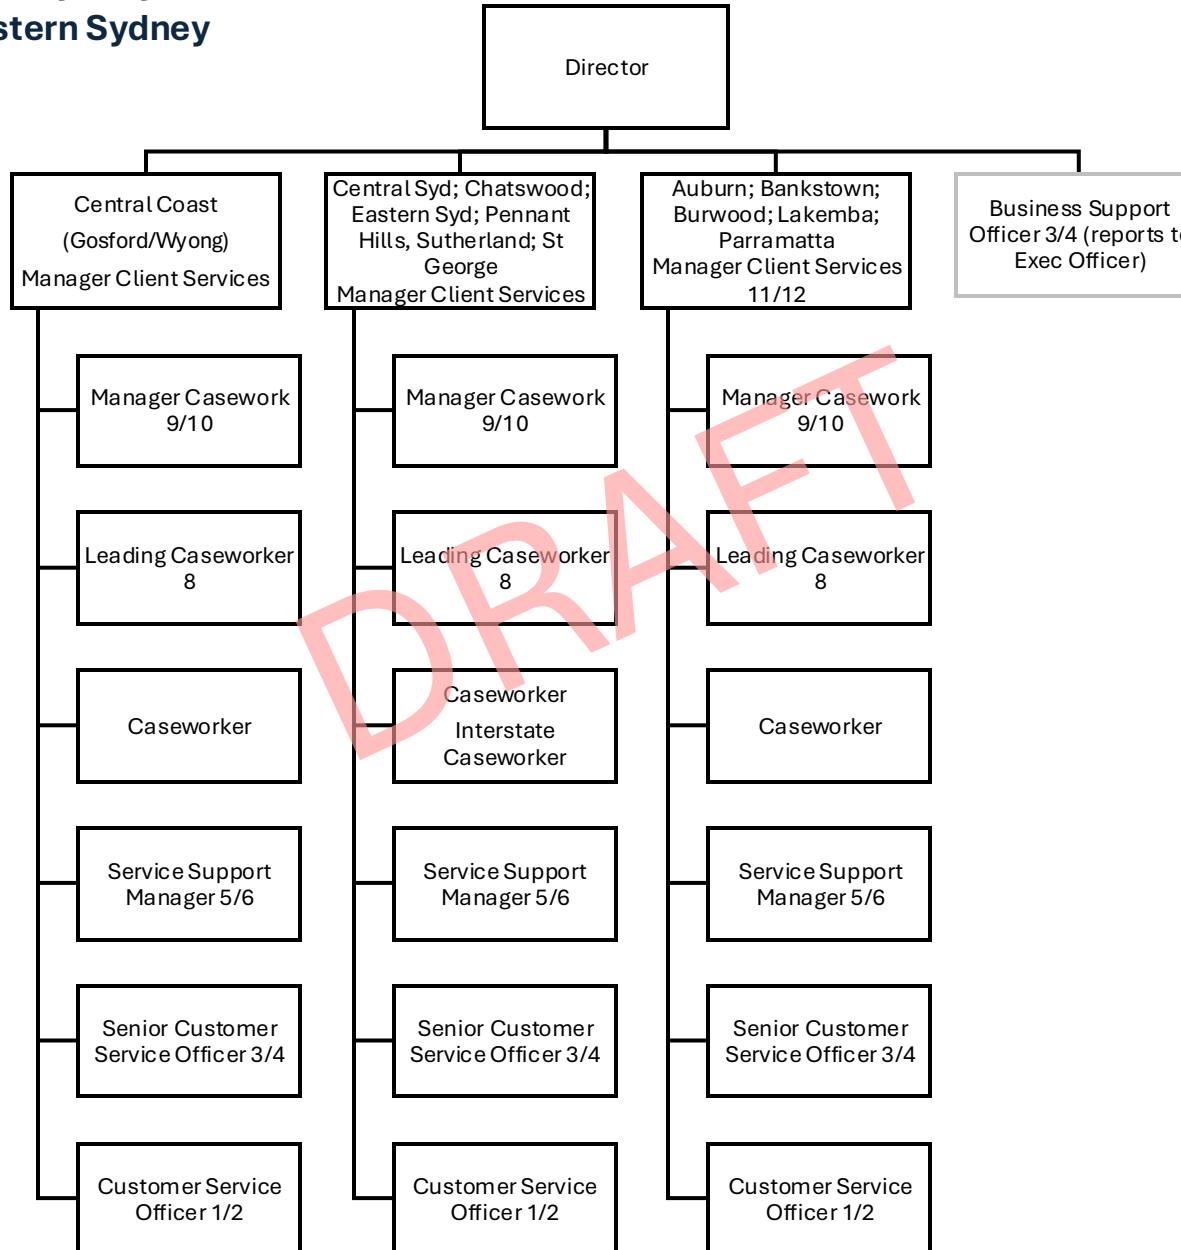 stern Sydney
Director
Central Coast
(Gosford/Wyong)
Manager Client Services
Central Syd; Chatswood;
Eastern Syd; Pennant
Hills, Sutherland; St
George
Manager Client Services
Auburn; Bankstown;
Burwood; Lakemba;
Parramatta
Manager Client Services
11/12
Business Support
Officer 3/4 (reports to
Exec Officer)
Manager Casework
9/10
Manager Casework
9/10
Manager Casework
9/10
Leading Caseworker
8
Leading Caseworker
8
Leading Caseworker
8
Caseworker
Caseworker
Interstate
Caseworker
Caseworker
Service Support
Manager 5/6
Service Support
Manager 5/6
Service Support
Manager 5/6
Senior Customer
Service Officer 3/4
Senior Customer
Service Officer 3/4
Senior Customer
Service Officer 3/4
Customer Service
Officer 1/2
Customer Service
Officer 1/2
Customer Service
Officer 1/2
DRAFT